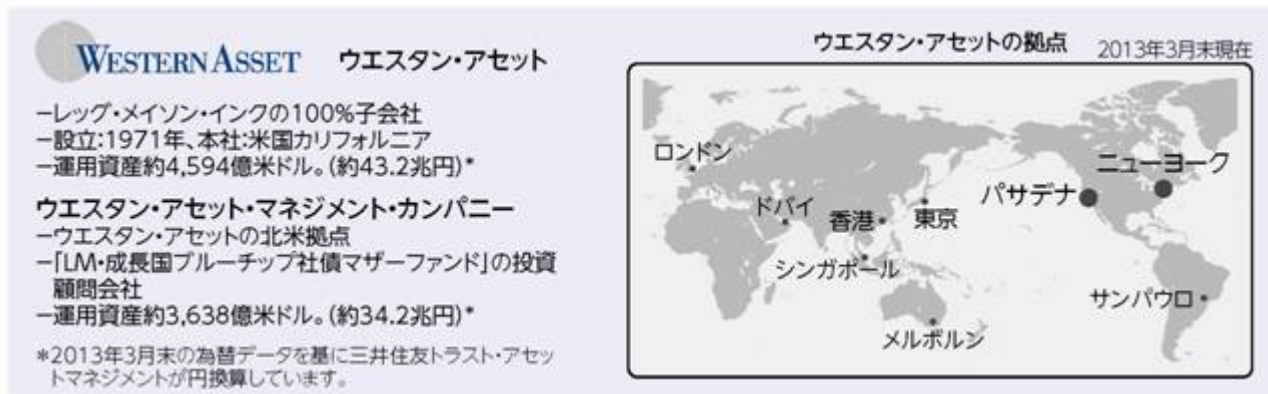 WESTERN ASSET ウエスタン・アセット
ーレッグ・メイソン・インクの100%子会社
ー設立:1971年、本社:米国カリフォルニア
ー運用資産約4,594億米ドル。(約43.2兆円)*
ウエスタン・アセット・マネジメント・カンパニー
ーウエスタン・アセットの北米拠点
ー「LM・成長国ブルーチップ社債マザーファンド」の投資
顧問会社
ー運用資産約3,638億米ドル。(約34.2兆円)*
*2013年3月末の為替データを基に三井住友トラスト・アセッ
トマネジメントが円換算しています。
ウエスタン・アセットの拠点 2013年3月末現在
ロンドン
ニューヨーク
パサデナ
ドバイ
香港
東京
シンガポール
サンパウロ
メルボルン